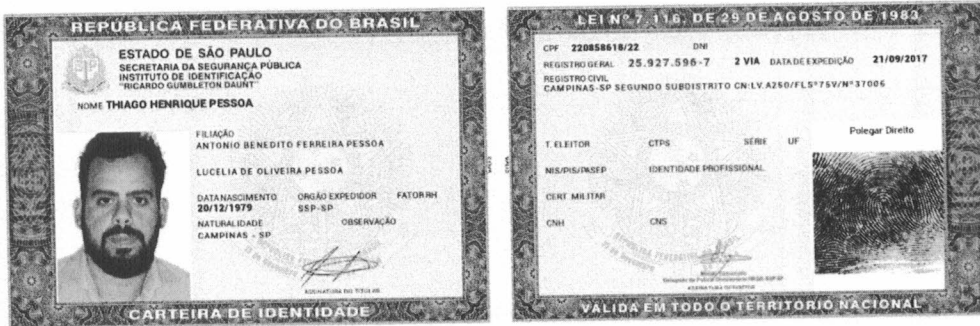 REPÚBLICA FEDERATIVA DO BRASIL
ESTADO DE SÃO PAULO
SECRETARIA DA SEGURANÇA PÚBLICA
INSTITUTO DE IDENTIFICAÇÃO
"RICARDO GUMBLETON DAUNT"
NOME THIAGO HENRIQUE PESSOA
FILIAÇÃO
ANTONIO BENEDITO FERREIRA PESSOA
LUCELIA DE OLIVEIRA PESSOA
DATA NASCIMENTO ORGÃO EXPEDIDOR FATOR RH
20/12/1979 SSP-SP
NATURALIDADE OBSERVAÇÃO
CAMPINAS - SP
ASSINATURA DO TITULAR
CARTEIRA DE IDENTIDADE
LEI Nº 7.116, DE 29 DE AGOSTO DE 1983
CPF 220858618/22 DNI
REGISTRO GERAL 25.927.596-7 2 VIA DATA DE EXPEDIÇÃO 21/09/2017
REGISTRO CIVIL
CAMPINAS-SP SEGUNDO SUBDISTRITO CN:LV.A250/FLSº75V/Nº37006
Polegar Direito
T. ELEITOR CTPS SÉRIE UF
NIS/PIS/PASEP IDENTIDADE PROFISSIONAL
CERT. MILITAR
CNH CNS
VÁLIDA EM TODO O TERRITÓRIO NACIONAL